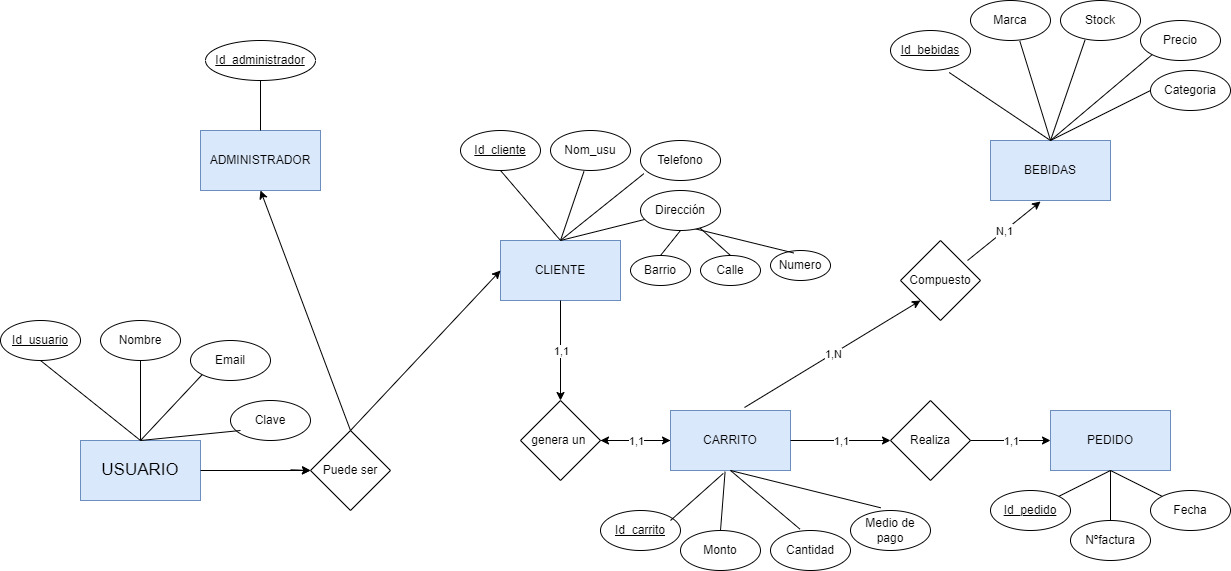 Marca
Stock
Id_bebidas
Precio
Categoria
BEBIDAS
Id_administrador
ADMINISTRADOR
Id_cliente
Nom_usu
Telefono
Dirección
Barrio
Calle
Numero
CLIENTE
N,1
Compuesto
1,N
1,1
Id_usuario
Nombre
Email
Clave
USUARIO
Puede ser
genera un
1,1
CARRITO
1,1
Realiza
1,1
PEDIDO
Id_carrito
Monto
Cantidad
Medio de
pago
Id_pedido
Nºfactura
Fecha